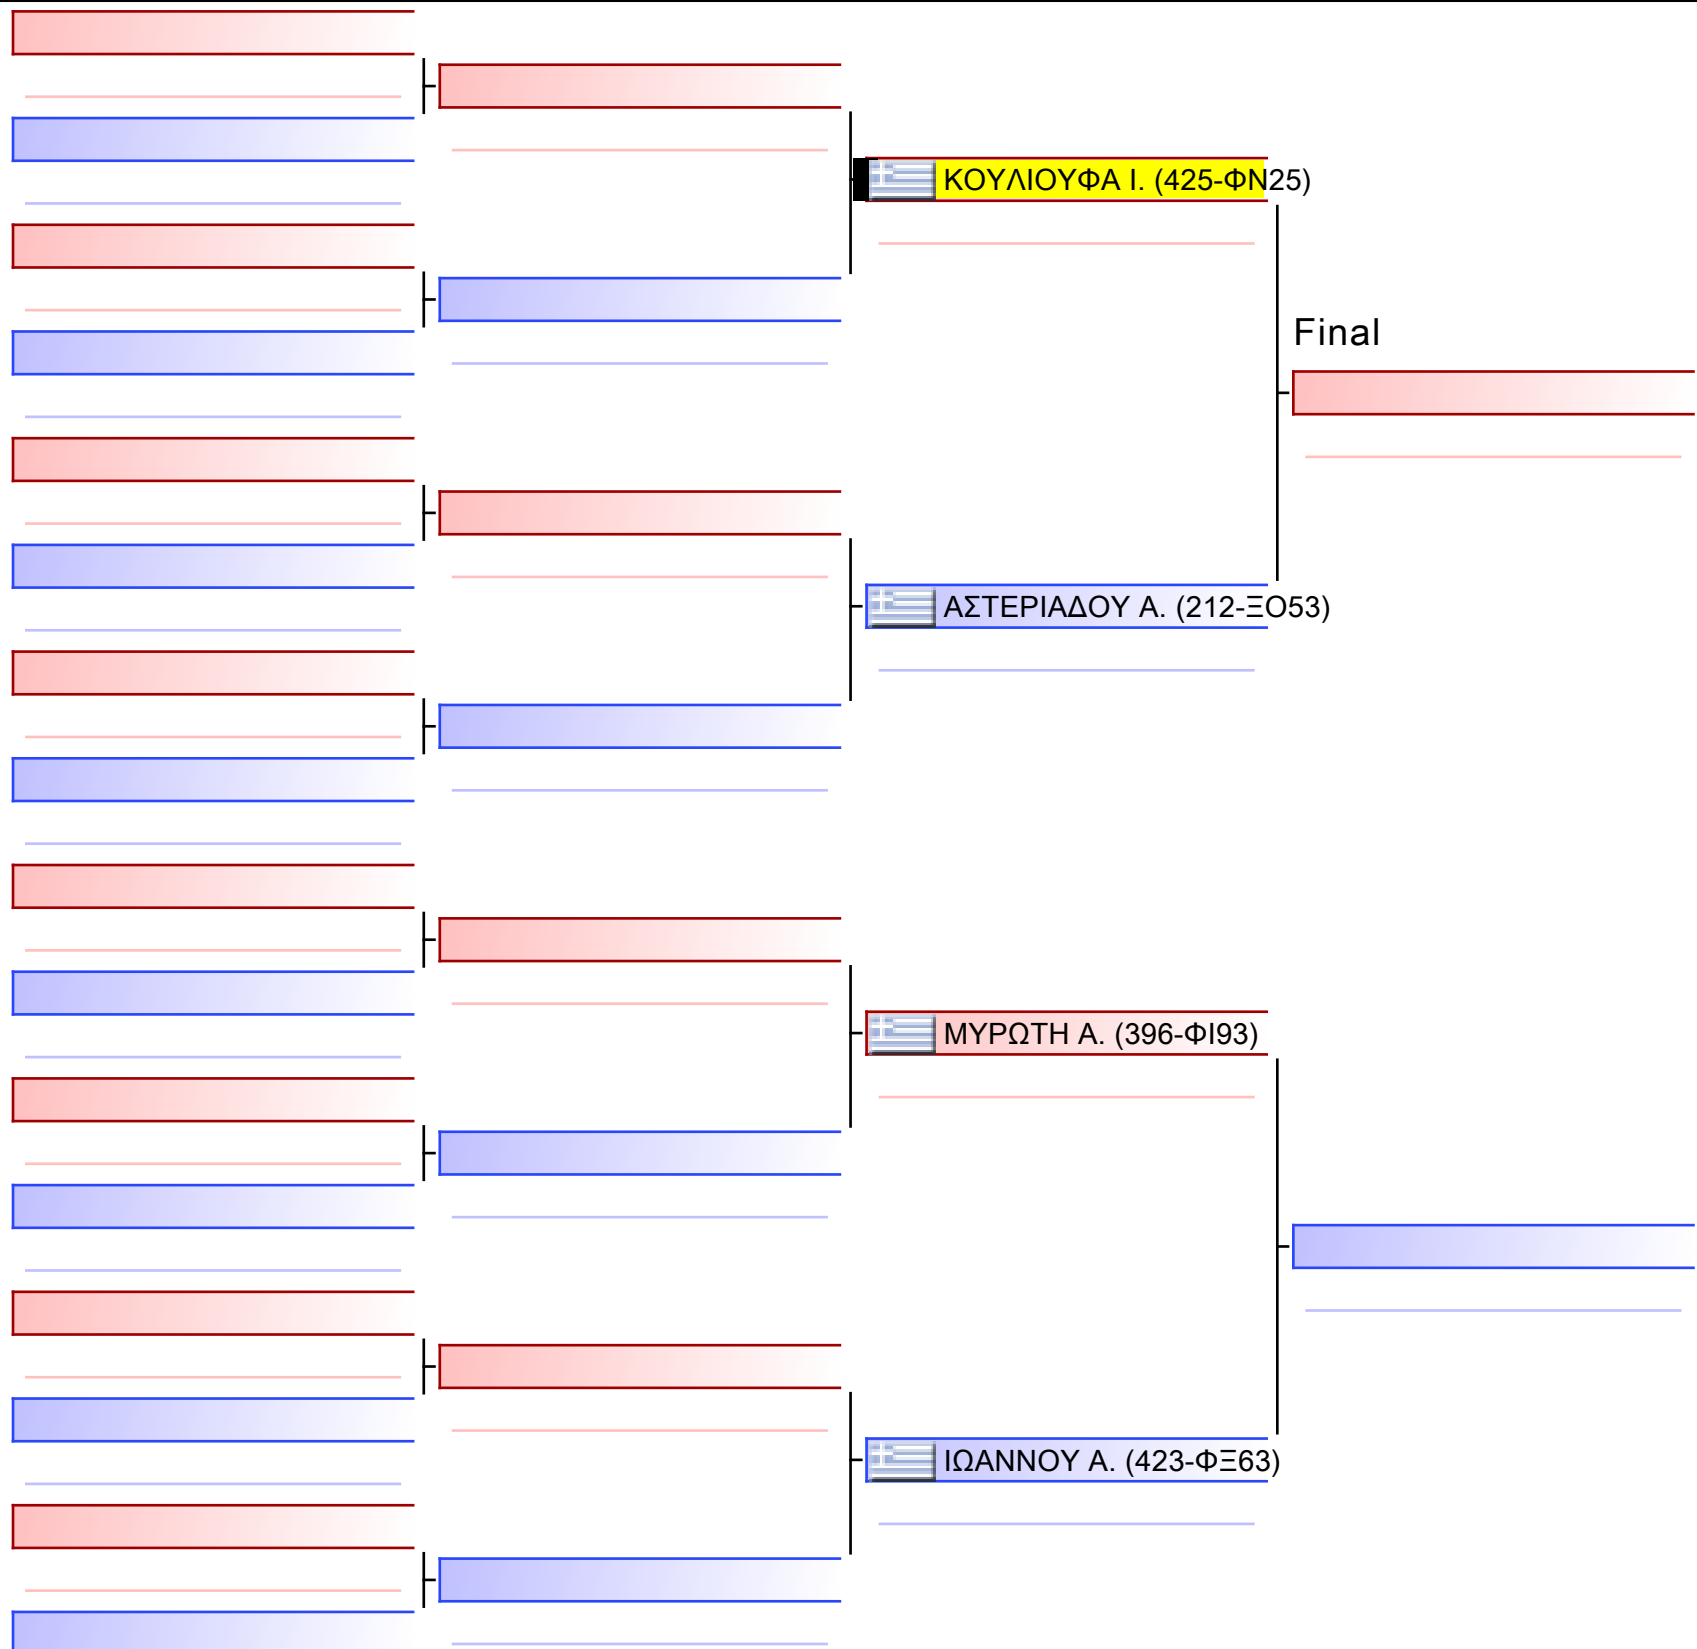 ΚΟΥΛΙΟΥΦΑ Ι. (425-ΦΝ25)
Final
ΑΣΤΕΡΙΑΔΟΥ Α. (212-ΞΟ53)
ΜΥΡΩΤΗ Α. (396-ΦΙ93)
ΙΩΑΝΝΟΥ Α. (423-ΦΞ63)